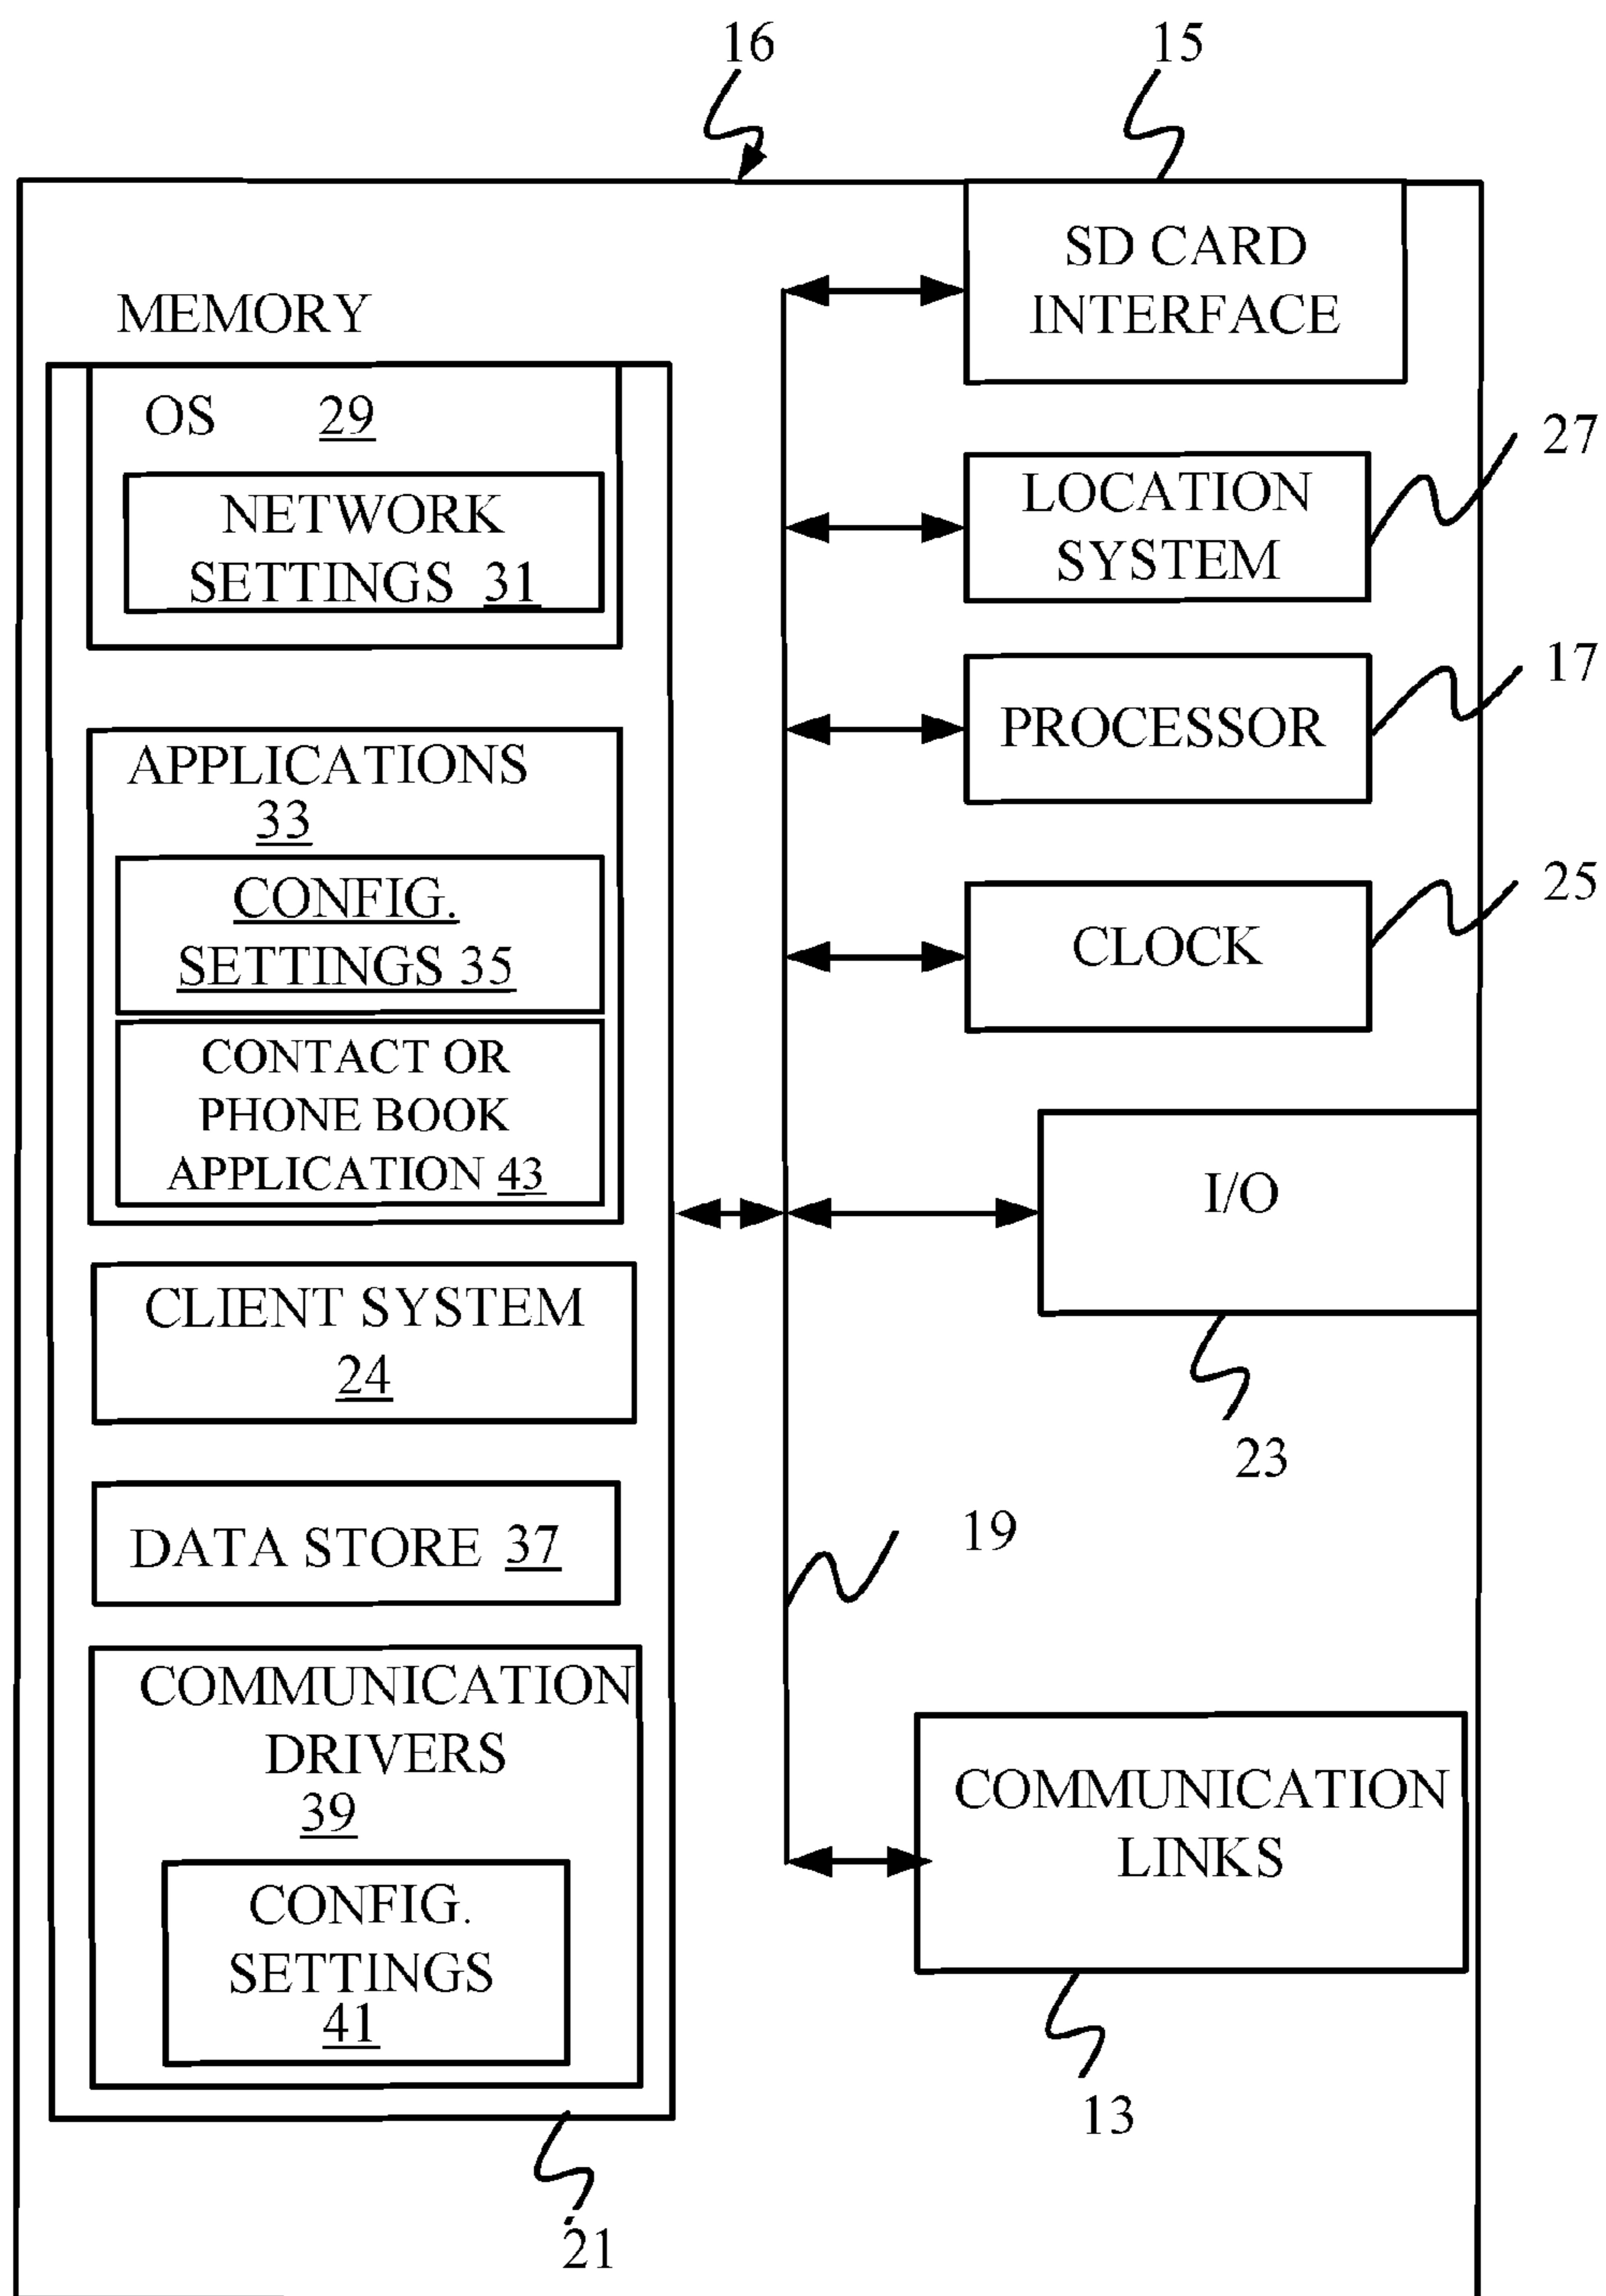 16
15
SD CARD
INTERFACE
MEMORY
OS 29
NETWORK
SETTINGS 31
27
LOCATION
SYSTEM
17
PROCESSOR
APPLICATIONS
33
CONFIG.
SETTINGS 35
25
CLOCK
CONTACT OR
PHONE BOOK
APPLICATION 43
I/O
23
CLIENT SYSTEM
24
19
DATA STORE 37
COMMUNICATION
DRIVERS
39
CONFIG.
SETTINGS
41
COMMUNICATION
LINKS
13
21